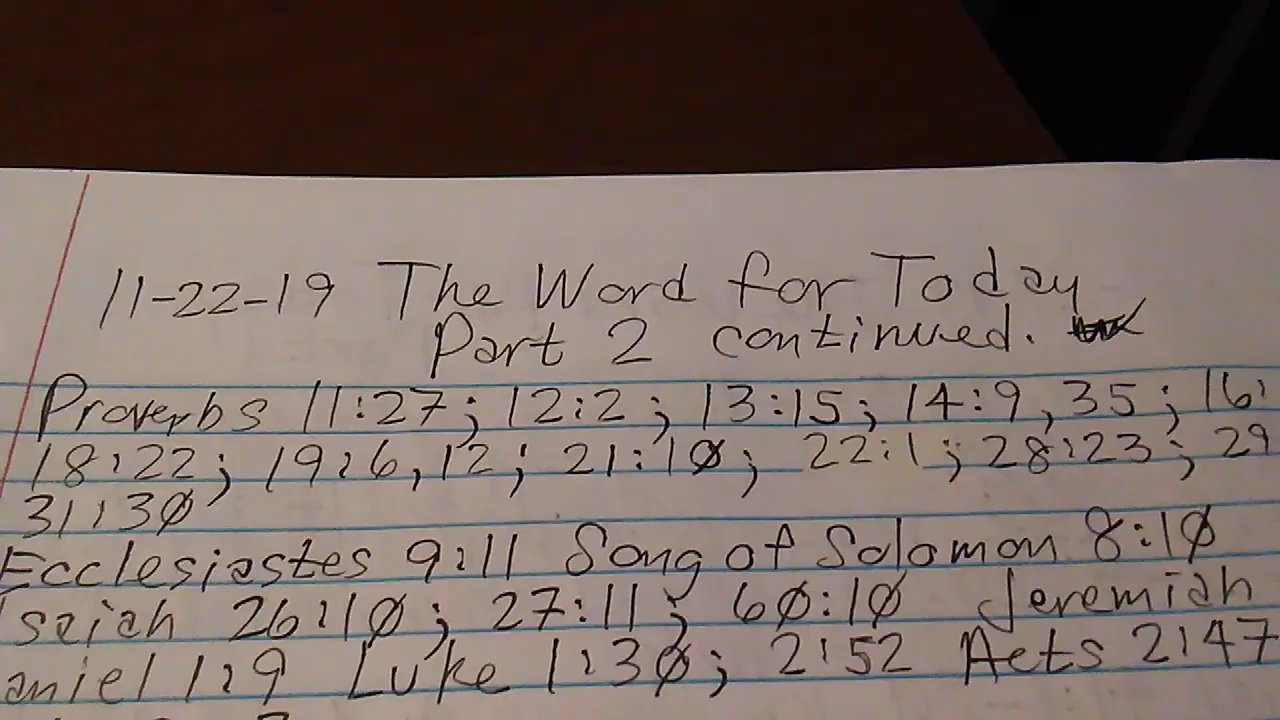 11-22-19 The Word for Today
Part 2 continued.
Proverbs 11:27; 12:2; 13:15; 14:9, 35; 16:
18:22; 19:6, 12; 21:10; 22:1; 28:23; 29
31:30
Ecclesiastes 9:11 Song of Solomon 8:10
Isaiah 26:10; 27:11; 60:10 Jeremiah
aniel 1:9 Luke 1:30; 2:52 Acts 2:47